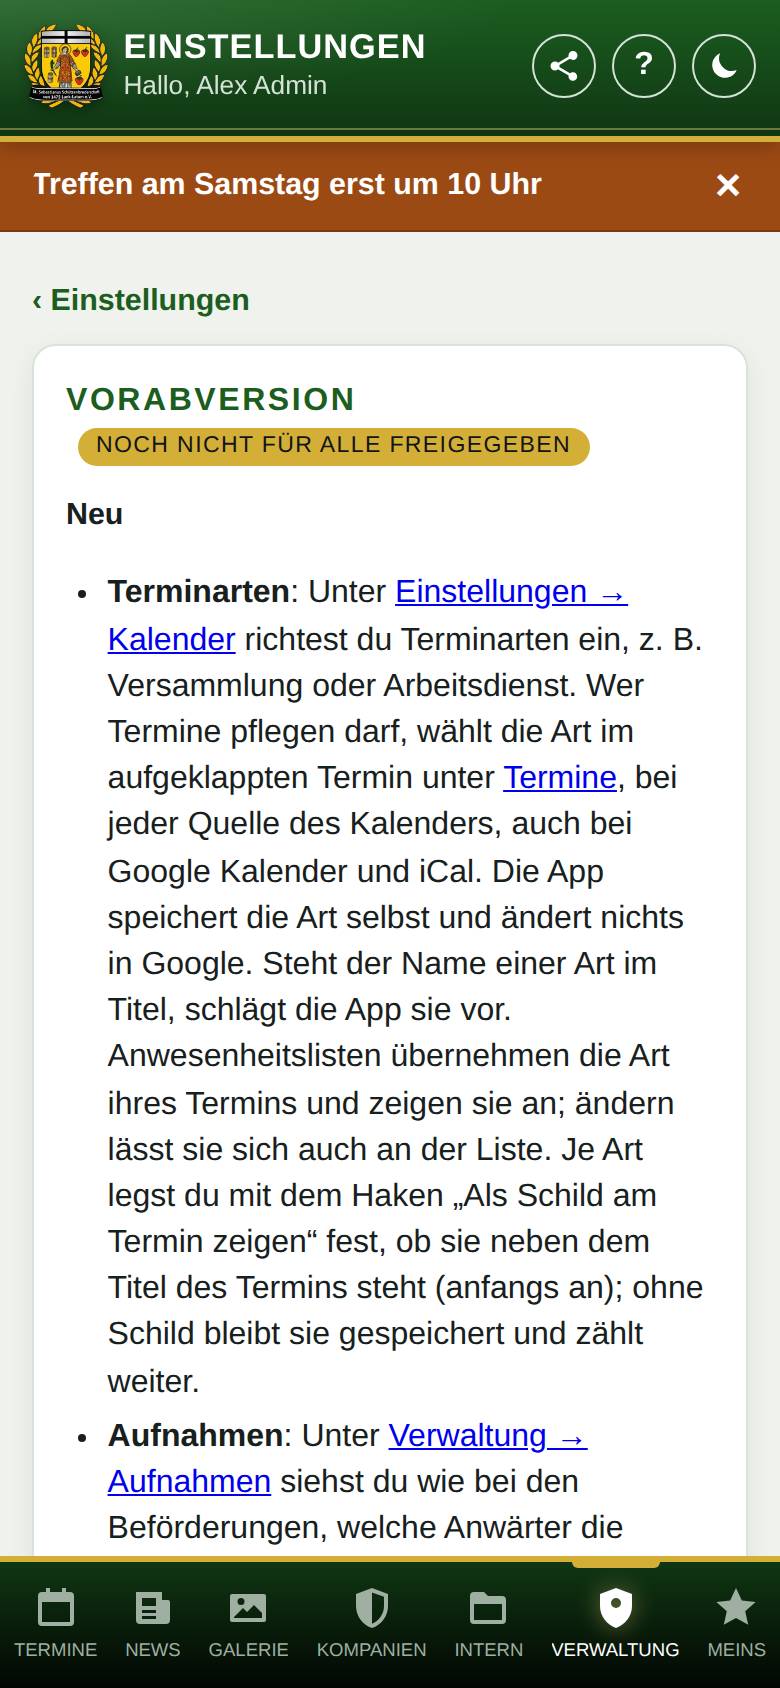 St. Sebastianus Schützenbruderschaft
EINSTELLUNGEN
Hallo, Alex Admin
?
Treffen am Samstag erst um 10 Uhr
×
‹ Einstellungen
VORABVERSION
NOCH NICHT FÜR ALLE FREIGEGEBEN
Neu
• Terminarten: Unter Einstellungen →
Kalender richtest du Terminarten ein, z. B.
Versammlung oder Arbeitsdienst. Wer
Termine pflegen darf, wählt die Art im
aufgeklappten Termin unter Termine, bei
jeder Quelle des Kalenders, auch bei
Google Kalender und iCal. Die App
speichert die Art selbst und ändert nichts
in Google. Steht der Name einer Art im
Titel, schlägt die App sie vor.
Anwesenheitslisten übernehmen die Art
ihres Termins und zeigen sie an; ändern
lässt sie sich auch an der Liste. Je Art
legst du mit dem Haken „Als Schild am
Termin zeigen“ fest, ob sie neben dem
Titel des Termins steht (anfangs an); ohne
Schild bleibt sie gespeichert und zählt
weiter.
• Aufnahmen: Unter Verwaltung →
Aufnahmen siehst du wie bei den
Beförderungen, welche Anwärter die
TERMINE NEWS GALERIE KOMPANIEN INTERN VERWALTUNG MEINS